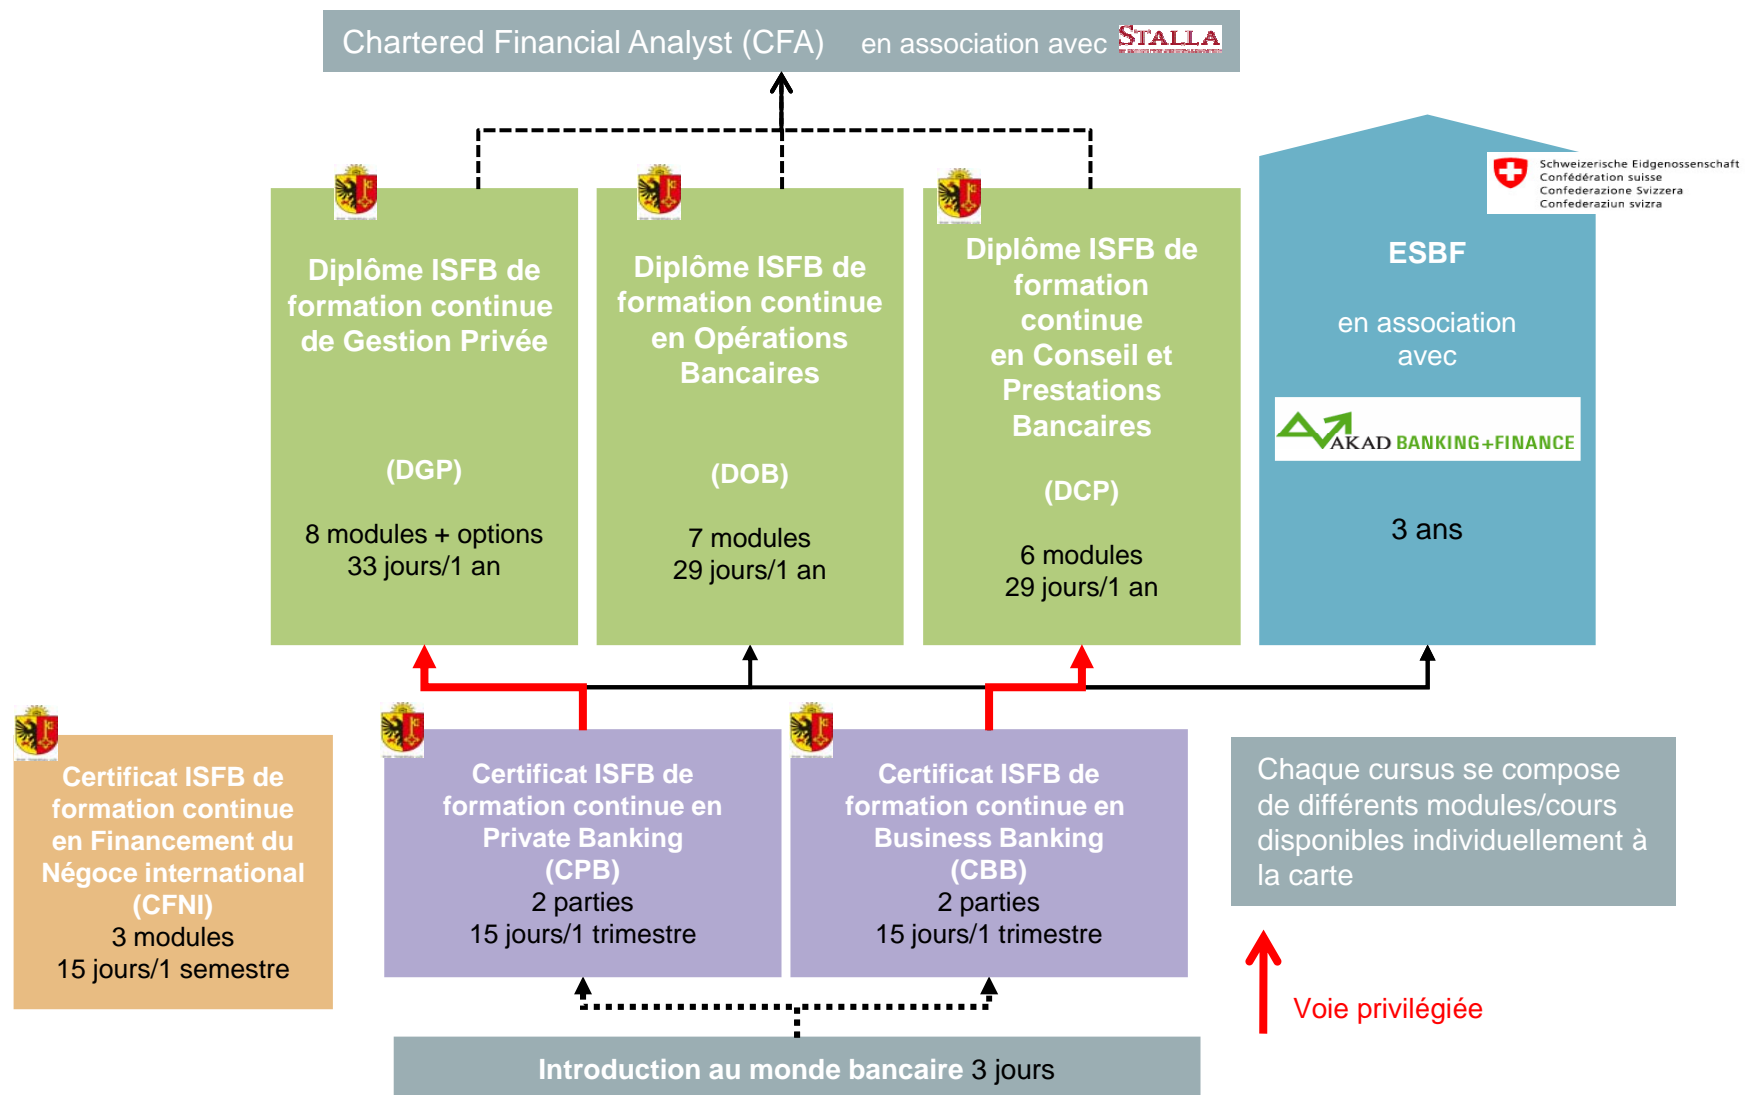 Chartered Financial Analyst (CFA) en association avec STALLA
Schweizerische Eidgenossenschaft
Confédération suisse
Confederazione Svizzera
Confederaziun svizra
Diplôme ISFB de
formation continue
de Gestion Privée
(DGP)
8 modules + options
33 jours/1 an
Diplôme ISFB de
formation continue
en Opérations
Bancaires
(DOB)
7 modules
29 jours/1 an
Diplôme ISFB de
formation
continue
en Conseil et
Prestations
Bancaires
(DCP)
6 modules
29 jours/1 an
ESBF
en association
avec
AKAD BANKING+FINANCE
3 ans
Certificat ISFB de
formation continue
en Financement du
Négoce international
(CFNI)
3 modules
15 jours/1 semestre
Certificat ISFB de
formation continue en
Private Banking
(CPB)
2 parties
15 jours/1 trimestre
Certificat ISFB de
formation continue en
Business Banking
(CBB)
2 parties
15 jours/1 trimestre
Chaque cursus se compose
de différents modules/cours
disponibles individuellement à
la carte
Voie privilégiée
Introduction au monde bancaire 3 jours